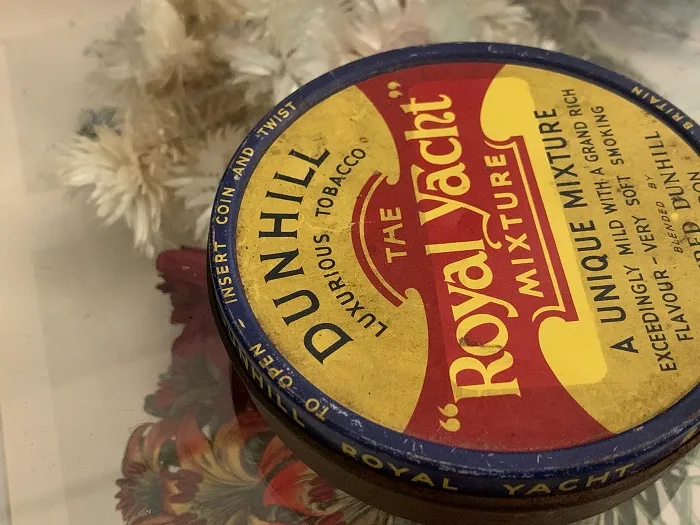 DUNHILL
LUXURIOUS TOBACCO
THE
"Royal Yacht"
MIXTURE
A UNIQUE MIXTURE
EXCEEDINGLY MILD WITH A GRAND RICH
FLAVOUR - VERY SOFT SMOKING
BLENDED BY
DUNHILL
TO OPEN - INSERT COIN AND TWIST
BRITAIN
ROYAL YACHT